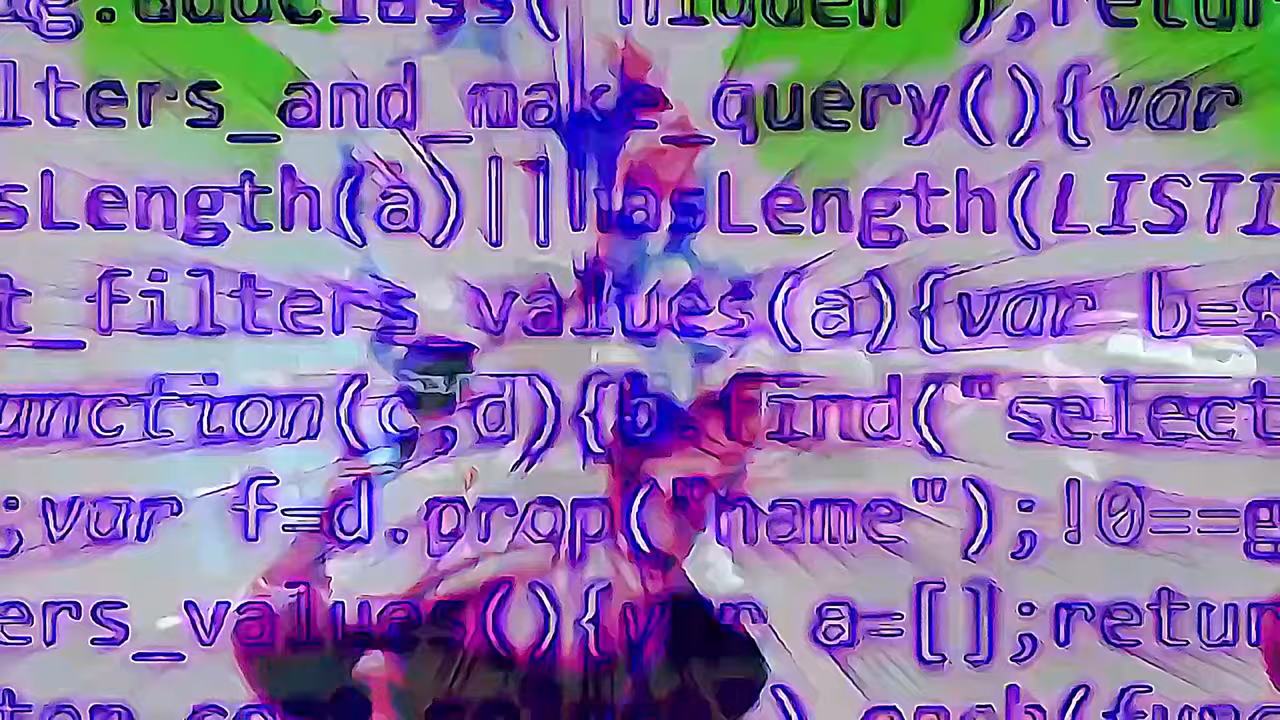 g.addClass("hidden"),retur
lters_and_make_query(){var
sLength(a)||hasLength(LISTI
t_filters_values(a){var b=$
unction(c,d){b.find("select
;var f=d.prop("name");!0==g
ers_values(){var a=[];retur